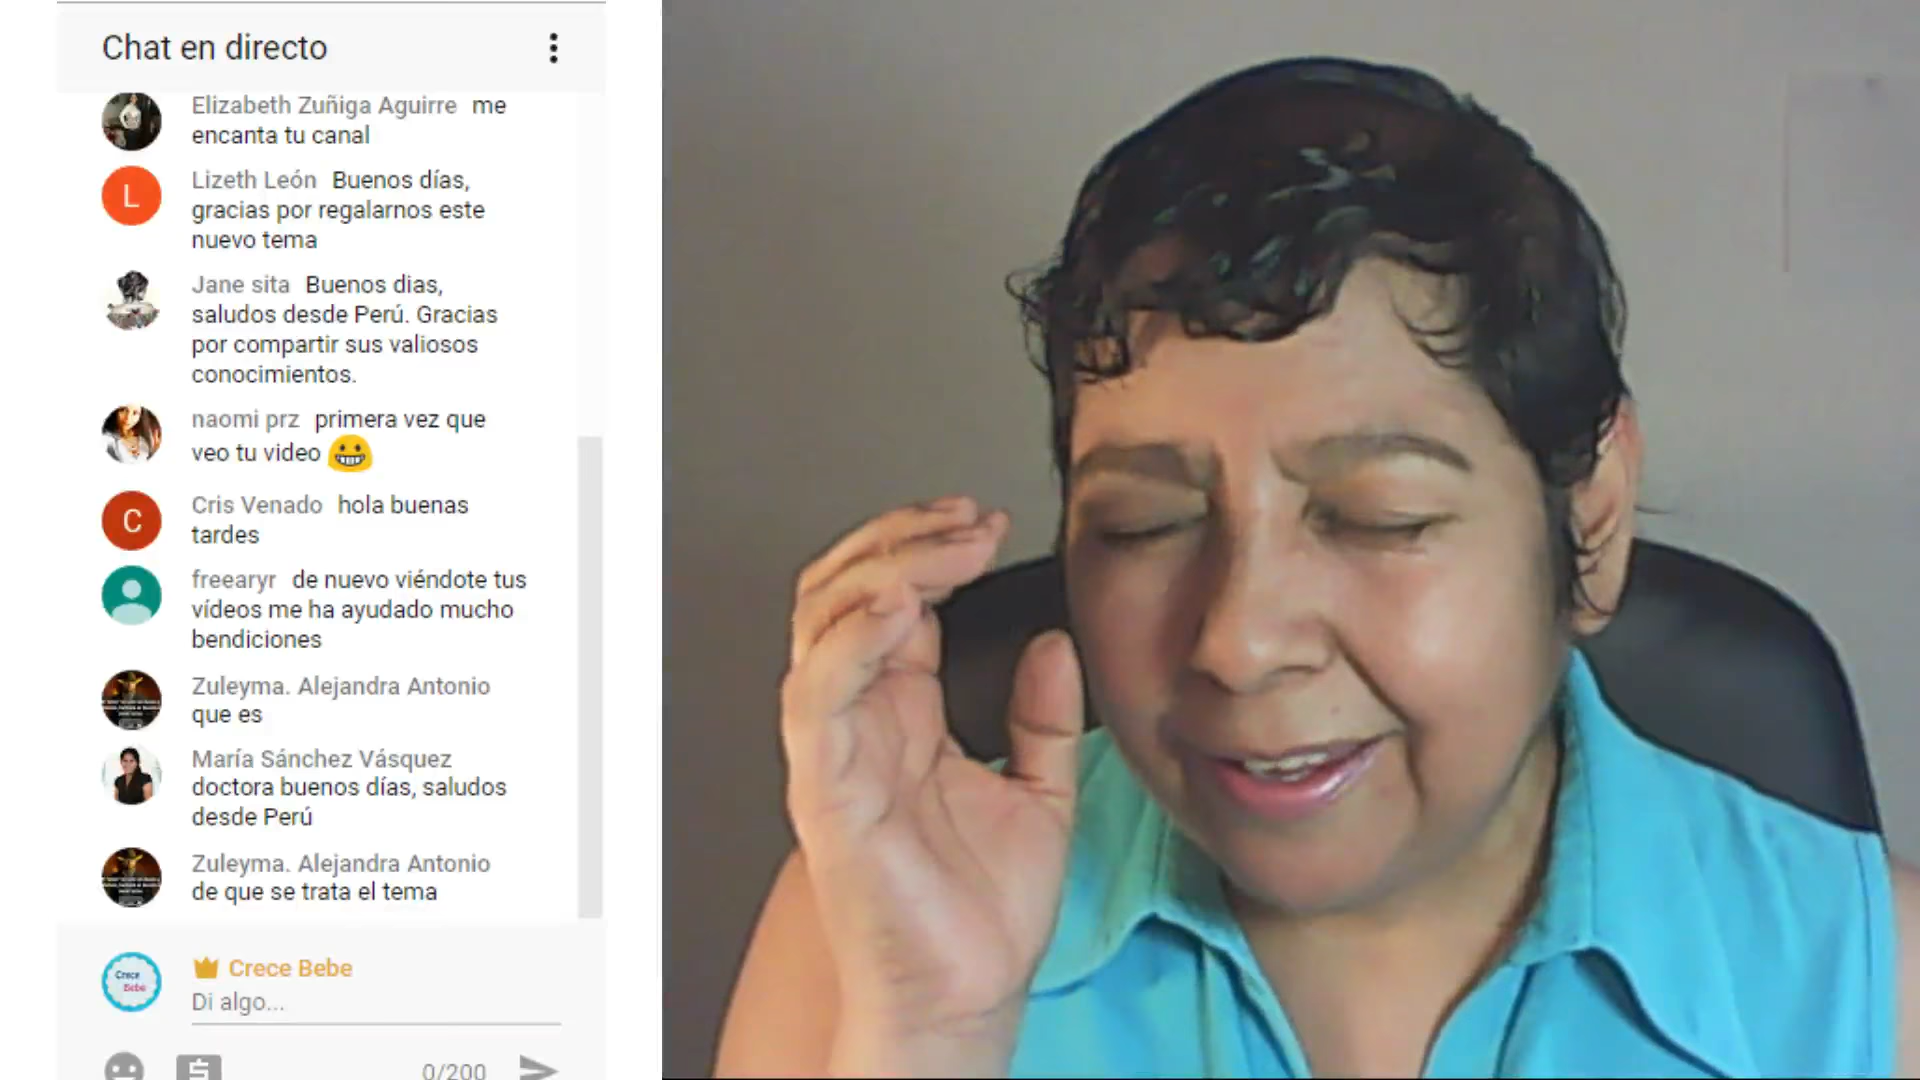 Chat en directo
Elizabeth Zuñiga Aguirre me
encanta tu canal
L
Lizeth León Buenos días,
gracias por regalarnos este
nuevo tema
Jane sita Buenos dias,
saludos desde Perú. Gracias
por compartir sus valiosos
conocimientos.
naomi prz primera vez que
veo tu video
C
Cris Venado hola buenas
tardes
freearyr de nuevo viéndote tus
vídeos me ha ayudado mucho
bendiciones
Zuleyma. Alejandra Antonio
que es
María Sánchez Vásquez
doctora buenos días, saludos
desde Perú
Zuleyma. Alejandra Antonio
de que se trata el tema
Crece
Bebe
Crece Bebe
Di algo...
$
0/200